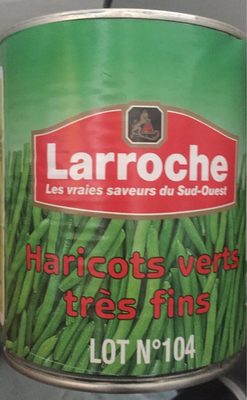 Larroche
Les vraies saveurs du Sud-Ouest
Haricots verts
très fins
LOT N°104